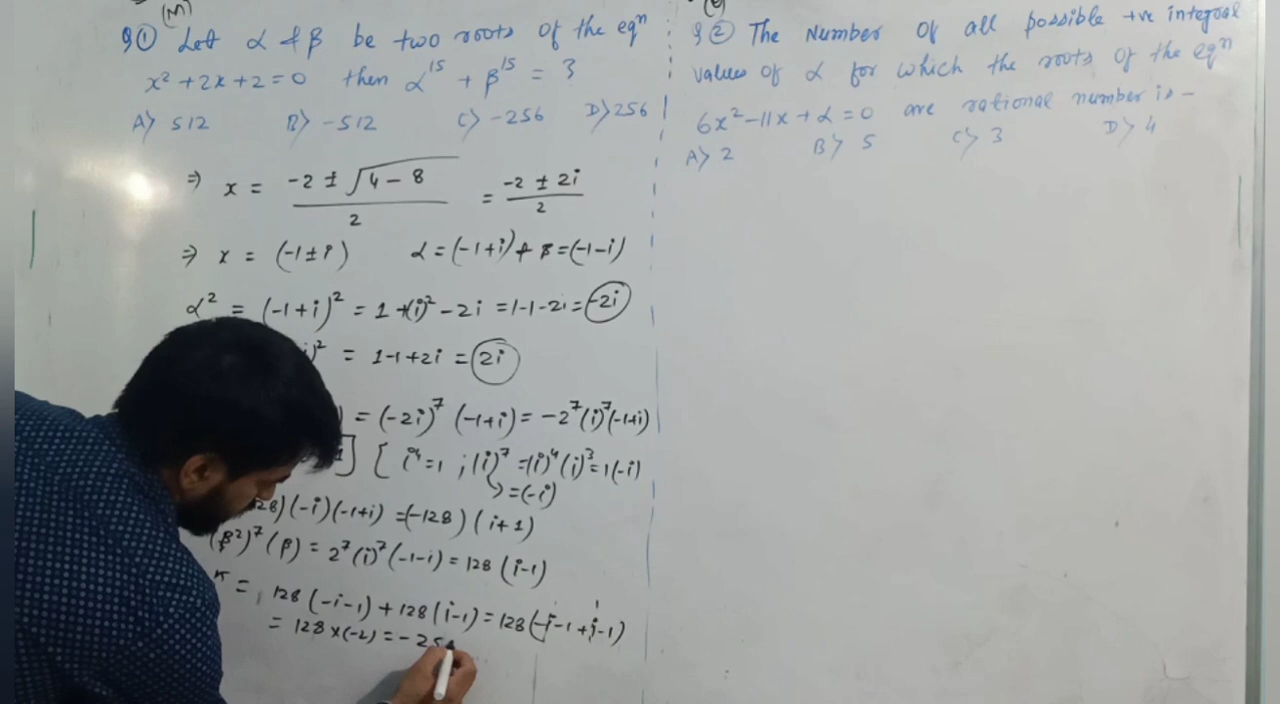 (M)
Q① Let α & β be two roots of the eqⁿ
x² + 2x + 2 = 0 then α¹⁵ + β¹⁵ = ?
A) 512 B) -512 C) -256 D) 256
⇒ x = (-2 ± √(4 - 8))/2 = (-2 ± 2i)/2
⇒ x = (-1 ± i) α = (-1+i) & β = (-1-i)
α² = (-1+i)² = 1 + (i)² - 2i = 1-1-2i = -2i
i)² = 1-1+2i = 2i
) = (-2i)⁷ (-1+i) = -2⁷(i)⁷(-1+i)
] [ i⁴=1 ; (i)⁷ = (i)⁴(i)³ = 1(-i)
↳ = (-i)
128)(-i)(-1+i) = (-128)(i+1)
(β²)⁷(β) = 2⁷(i)⁷(-1-i) = 128(i-1)
= 128(-i-1) + 128(i-1) = 128(-i-1+i-1)
= 128×(-2) = -25
Q② The Number of all possible +ve integral
values of α for which the roots of the eqⁿ
6x² - 11x + α = 0 are rational number is -
A) 2 B) 5 C) 3 D) 4